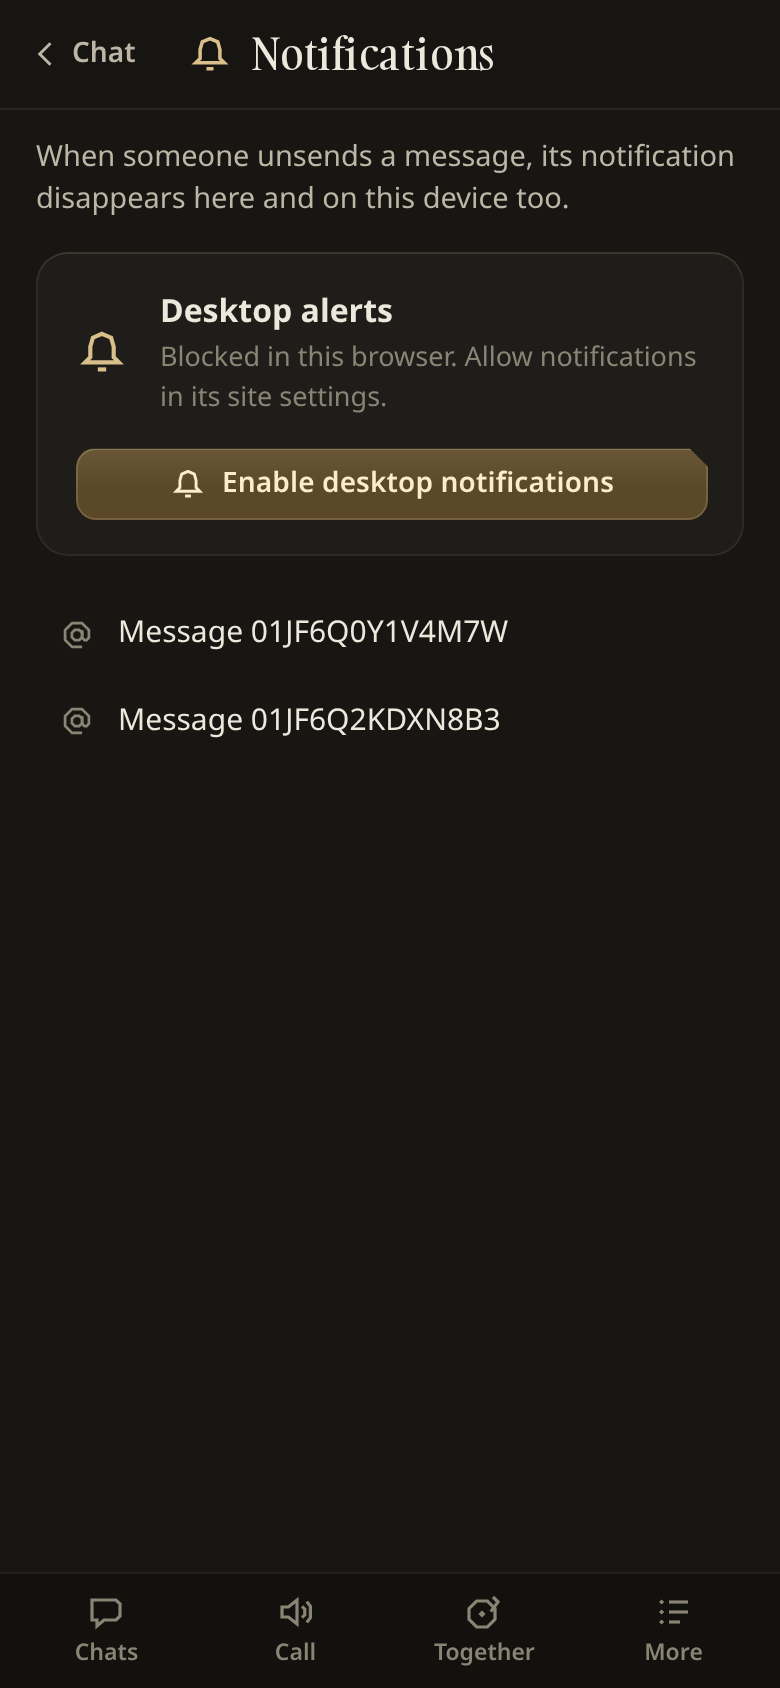 Chat
Notifications
When someone unsends a message, its notification
disappears here and on this device too.
Desktop alerts
Blocked in this browser. Allow notifications
in its site settings.
Enable desktop notifications
@ Message 01JF6Q0Y1V4M7W
@ Message 01JF6Q2KDXN8B3
Chats
Call
Together
More